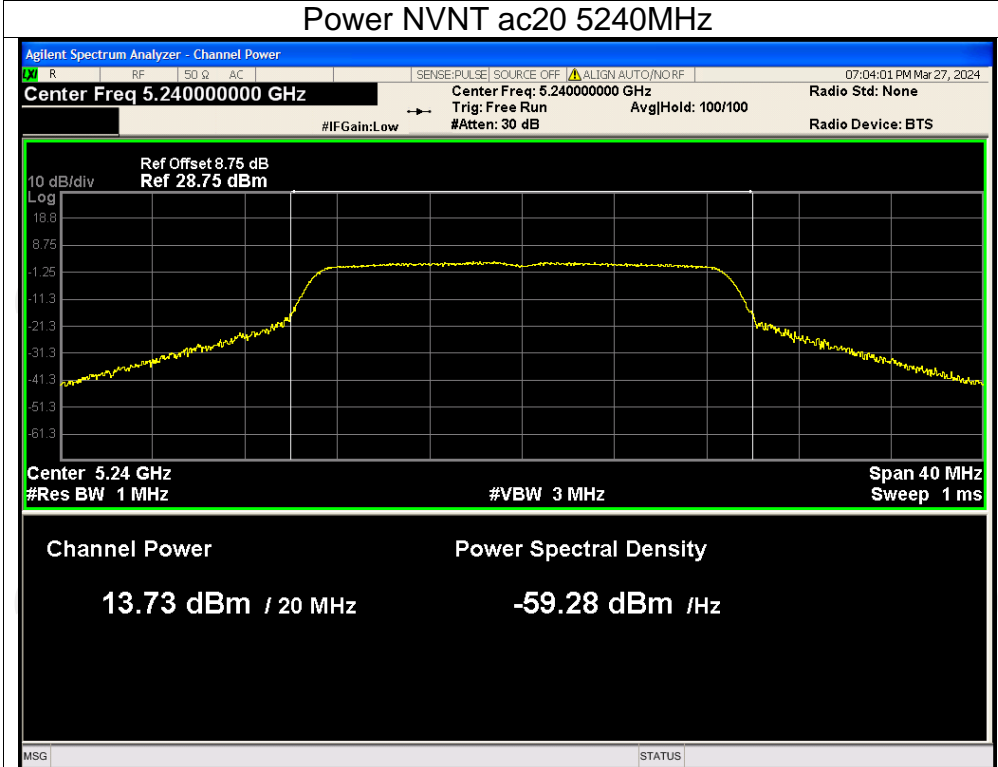 Power NVNT ac20 5240MHz
Agilent Spectrum Analyzer - Channel Power
LXI R RF 50 Ω AC SENSE:PULSE SOURCE OFF ALIGN AUTO/NO RF 07:04:01 PM Mar 27, 2024
Center Freq 5.240000000 GHz Center Freq: 5.240000000 GHz Radio Std: None
Trig: Free Run Avg|Hold: 100/100
#IFGain:Low #Atten: 30 dB Radio Device: BTS
Ref Offset 8.75 dB
10 dB/div Ref 28.75 dBm
Log
18.8
8.75
-1.25
-11.3
-21.3
-31.3
-41.3
-51.3
-61.3
Center 5.24 GHz Span 40 MHz
#Res BW 1 MHz #VBW 3 MHz Sweep 1 ms
Channel Power Power Spectral Density
13.73 dBm / 20 MHz -59.28 dBm /Hz
MSG STATUS